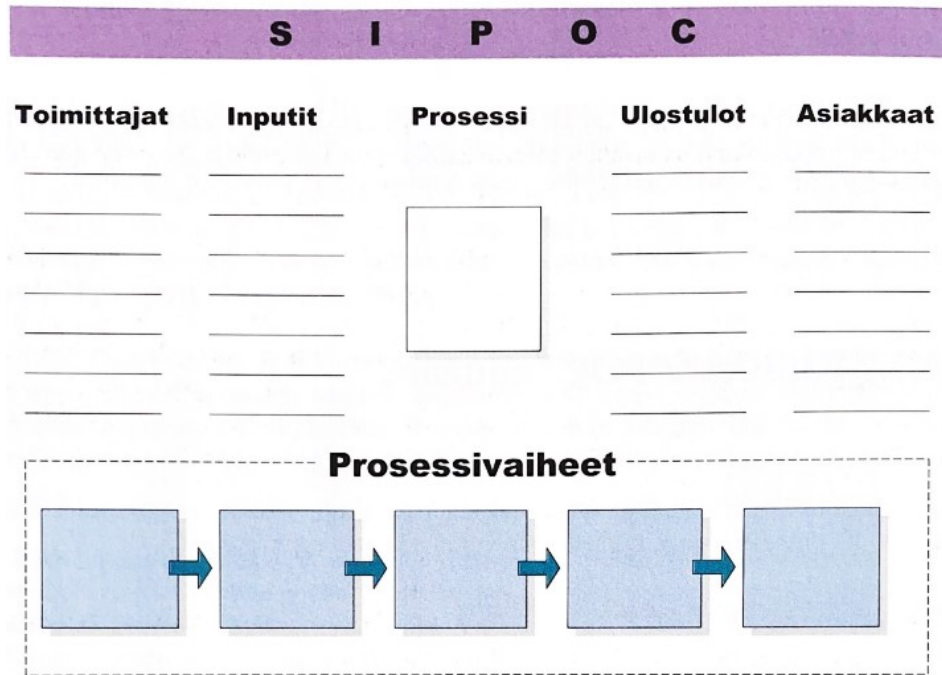 S I P O C
Toimittajat Inputit Prosessi Ulostulot Asiakkaat
Prosessivaiheet